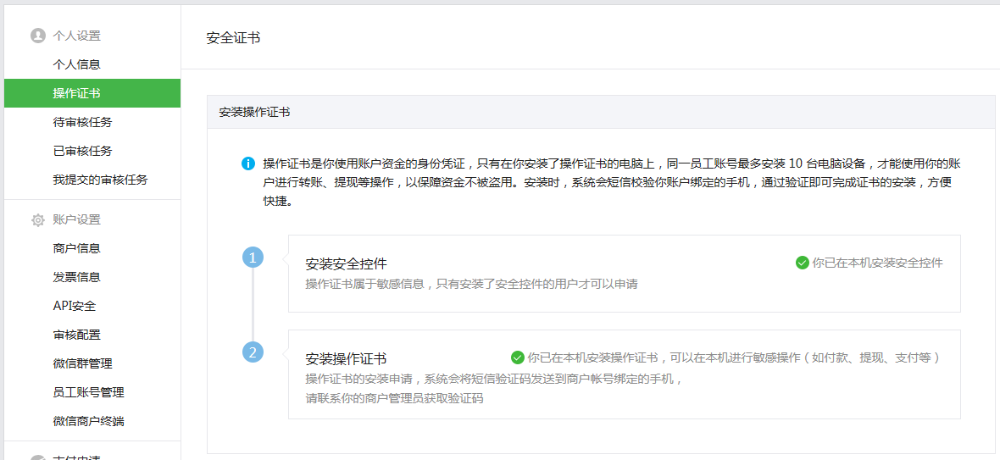 个人设置
个人信息
操作证书
待审核任务
已审核任务
我提交的审核任务
账户设置
商户信息
发票信息
API安全
审核配置
微信群管理
员工账号管理
微信商户终端
支付申请
安全证书
安装操作证书
操作证书是你使用账户资金的身份凭证，只有在你安装了操作证书的电脑上，同一员工账号最多安装 10 台电脑设备，才能使用你的账
户进行转账、提现等操作，以保障资金不被盗用。安装时，系统会短信校验你账户绑定的手机，通过验证即可完成证书的安装，方便
快捷。
1
安装安全控件
你已在本机安装安全控件
操作证书属于敏感信息，只有安装了安全控件的用户才可以申请
2
安装操作证书
你已在本机安装操作证书，可以在本机进行敏感操作（如付款、提现、支付等）
操作证书的安装申请，系统会将短信验证码发送到商户帐号绑定的手机，
请联系你的商户管理员获取验证码